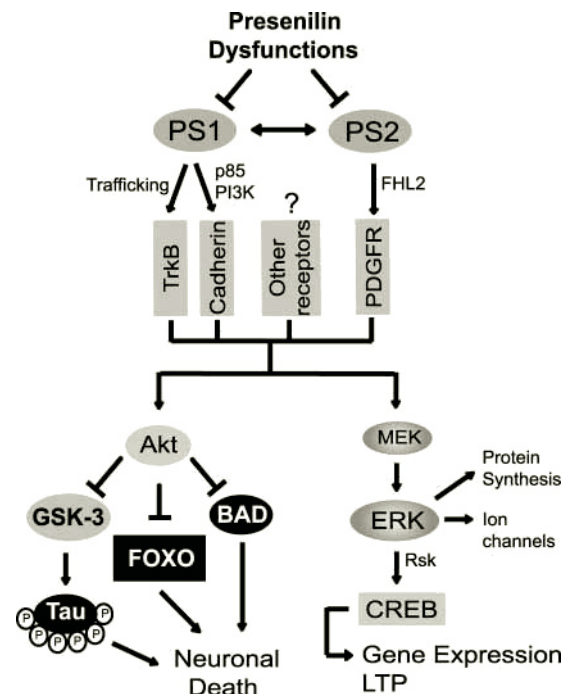 Presenilin
Dysfunctions
PS1
PS2
Trafficking
p85
PI3K
FHL2
?
TrkB
Cadherin
Other
receptors
PDGFR
Akt
MEK
GSK-3
BAD
ERK
Protein
Synthesis
Ion
channels
FOXO
Rsk
Tau
P
P
P
P
P
P
CREB
Neuronal
Death
Gene Expression
LTP